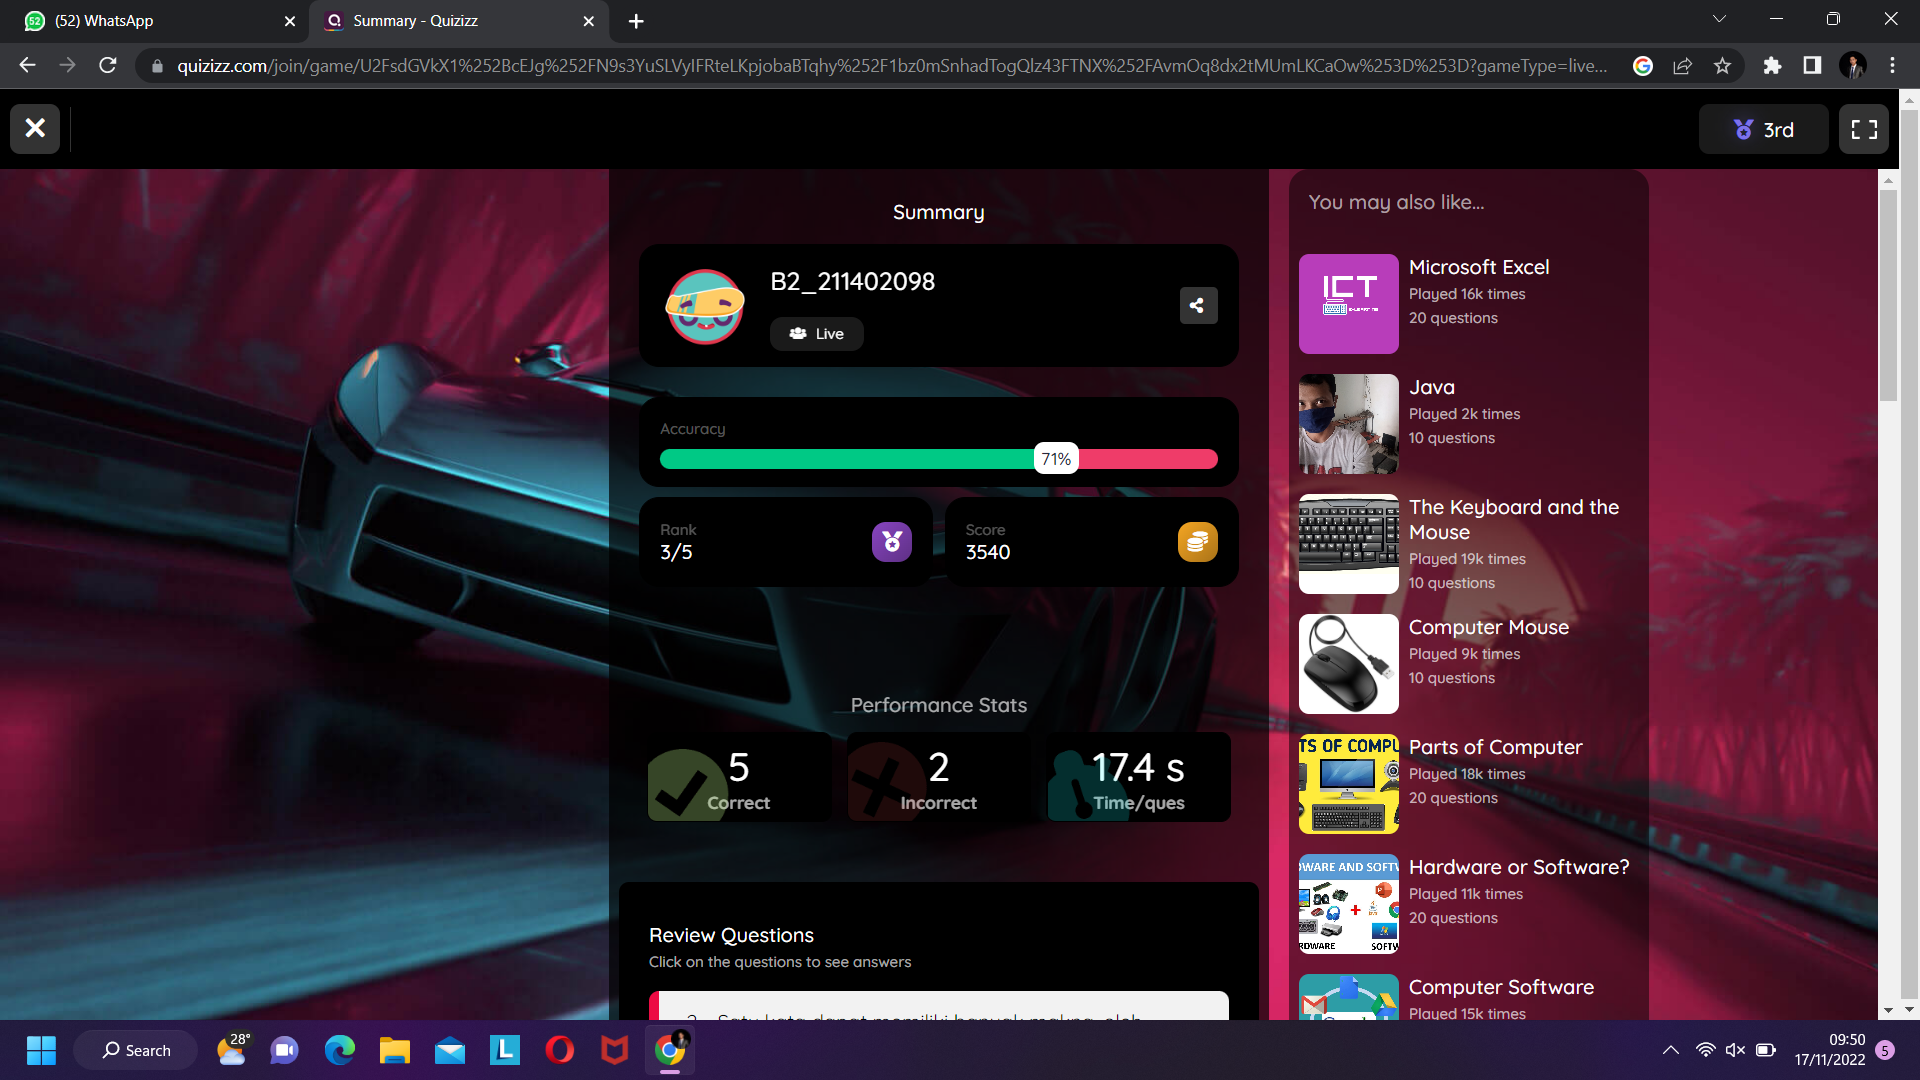 (52) WhatsApp
Summary - Quizizz
quizizz.com/join/game/U2FsdGVkX1%252BcEJg%252FN9s3YuSLVyIFRteLKpjobaBTqhy%252F1bz0mSnhadTogQlz43FTNX%252FAvmOq8dx2tMUmLKCaOw%253D%253D?gameType=live...
3rd
Summary
B2_211402098
Live
Accuracy
71%
Rank
3/5
Score
3540
Performance Stats
5
Correct
2
Incorrect
17.4 s
Time/ques
Review Questions
Click on the questions to see answers
You may also like...
ICT
Microsoft Excel
Played 16k times
20 questions
Java
Played 2k times
10 questions
The Keyboard and the
Mouse
Played 19k times
10 questions
Computer Mouse
Played 9k times
10 questions
TS OF COMPU
Parts of Computer
Played 18k times
20 questions
WARE AND SOFTW
RDWARE
SOFTW
Hardware or Software?
Played 11k times
20 questions
Computer Software
Played 15k times
Search
28°
09:50
17/11/2022
5